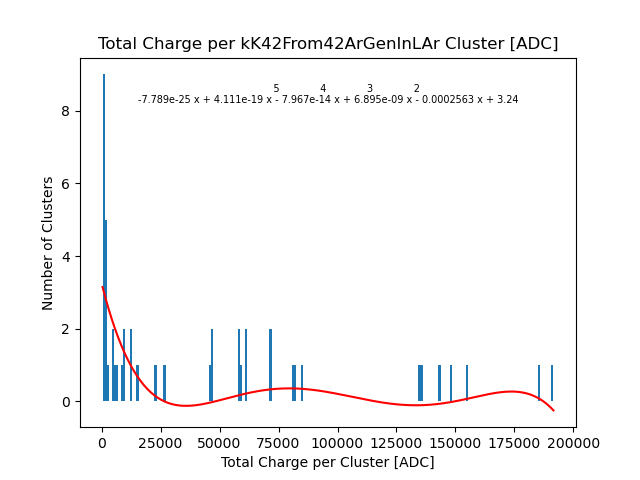 Total Charge per kK42From42ArGenInLAr Cluster [ADC]
5 4 3 2
-7.789e-25 x + 4.111e-19 x - 7.967e-14 x + 6.895e-09 x - 0.0002563 x + 3.24
Number of Clusters
8
6
4
2
0
0 25000 50000 75000 100000 125000 150000 175000 200000
Total Charge per Cluster [ADC]